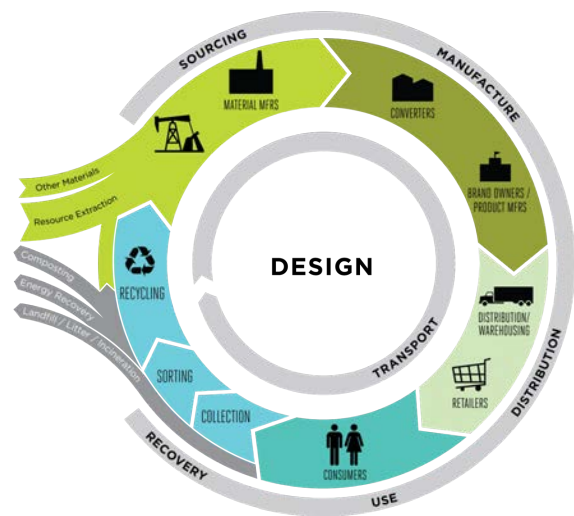 SOURCING
MANUFACTURE
MATERIAL MFRS
CONVERTERS
BRAND OWNERS /
PRODUCT MFRS
Other Materials
Resource Extraction
Composting
Energy Recovery
Landfill / Litter / Incineration
RECYCLING
DESIGN
TRANSPORT
DISTRIBUTION/
WAREHOUSING
DISTRIBUTION
RETAILERS
SORTING
COLLECTION
CONSUMERS
RECOVERY
USE